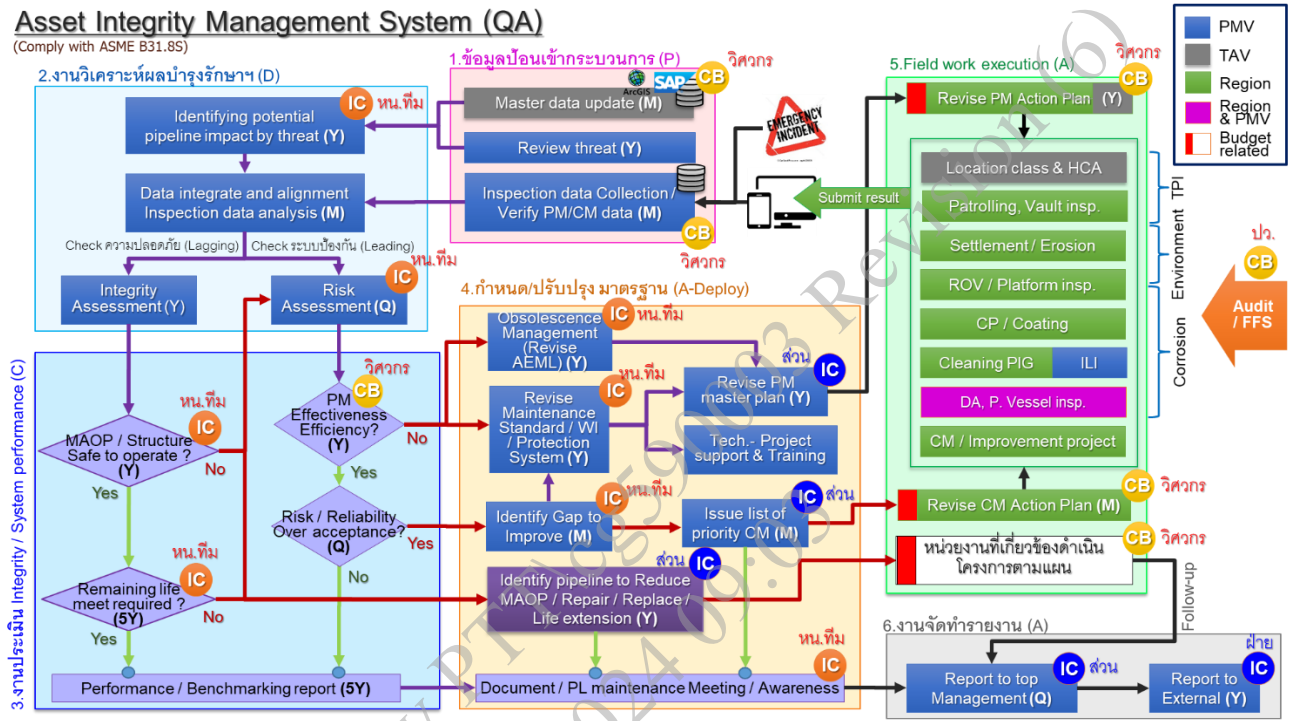 Asset Integrity Management System (QA)
(Comply with ASME B31.8S)
2.งานวิเคราะห์ผลบำรุงรักษาฯ (D)
IC หน.ทีม
Identifying potential
pipeline impact by threat (Y)
Data integrate and alignment
Inspection data analysis (M)
Check ความปลอดภัย (Lagging)
Check ระบบป้องกัน (Leading)
Integrity
Assessment (Y)
IC หน.ทีม
Risk
Assessment (Q)
1.ข้อมูลป้อนเข้ากระบวนการ (P)
ArcGIS
SAP
CB วิศวกร
Master data update (M)
Review threat (Y)
Inspection data Collection /
Verify PM/CM data (M)
CB
วิศวกร
EMERGENCY
INCIDENT
Submit result
3.งานประเมิน Integrity / System performance (C)
หน.ทีม
IC
MAOP / Structure
Safe to operate ?
(Y)
No
Yes
หน.ทีม
IC
Remaining life
meet required ?
(5Y)
No
Yes
วิศวกร
CB
PM
Effectiveness
Efficiency?
(Y)
No
Yes
Risk / Reliability
Over acceptance?
(Q)
Yes
No
Performance / Benchmarking report (5Y)
4.กำหนด/ปรับปรุง มาตรฐาน (A-Deploy)
IC หน.ทีม
Obsolescence
Management
(Revise
AEML) (Y)
IC หน.ทีม
Revise
Maintenance
Standard / WI
/ Protection
System (Y)
ส่วน IC
Revise PM
master plan (Y)
Tech.- Project
support & Training
IC หน.ทีม
Identify Gap to
Improve (M)
IC ส่วน
Issue list of
priority CM (M)
ส่วน IC
Identify pipeline to Reduce
MAOP / Repair / Replace /
Life extension (Y)
หน.ทีม
IC
Document / PL maintenance Meeting / Awareness
5.Field work execution (A)
วิศวกร
CB
Revise PM Action Plan (Y)
Location class & HCA
Patrolling, Vault insp.
Settlement / Erosion
ROV / Platform insp.
CP / Coating
Cleaning PIG
ILI
DA, P. Vessel insp.
CM / Improvement project
TPI
Environment
Corrosion
CB วิศวกร
Revise CM Action Plan (M)
CB วิศวกร
หน่วยงานที่เกี่ยวข้องดำเนิน
โครงการตามแผน
Follow-up
6.งานจัดทำรายงาน (A)
IC ส่วน
Report to top
Management (Q)
ฝ่าย
IC
Report to
External (Y)
PMV
TAV
Region
Region
& PMV
Budget
related
ปว.
CB
Audit
/ FFS